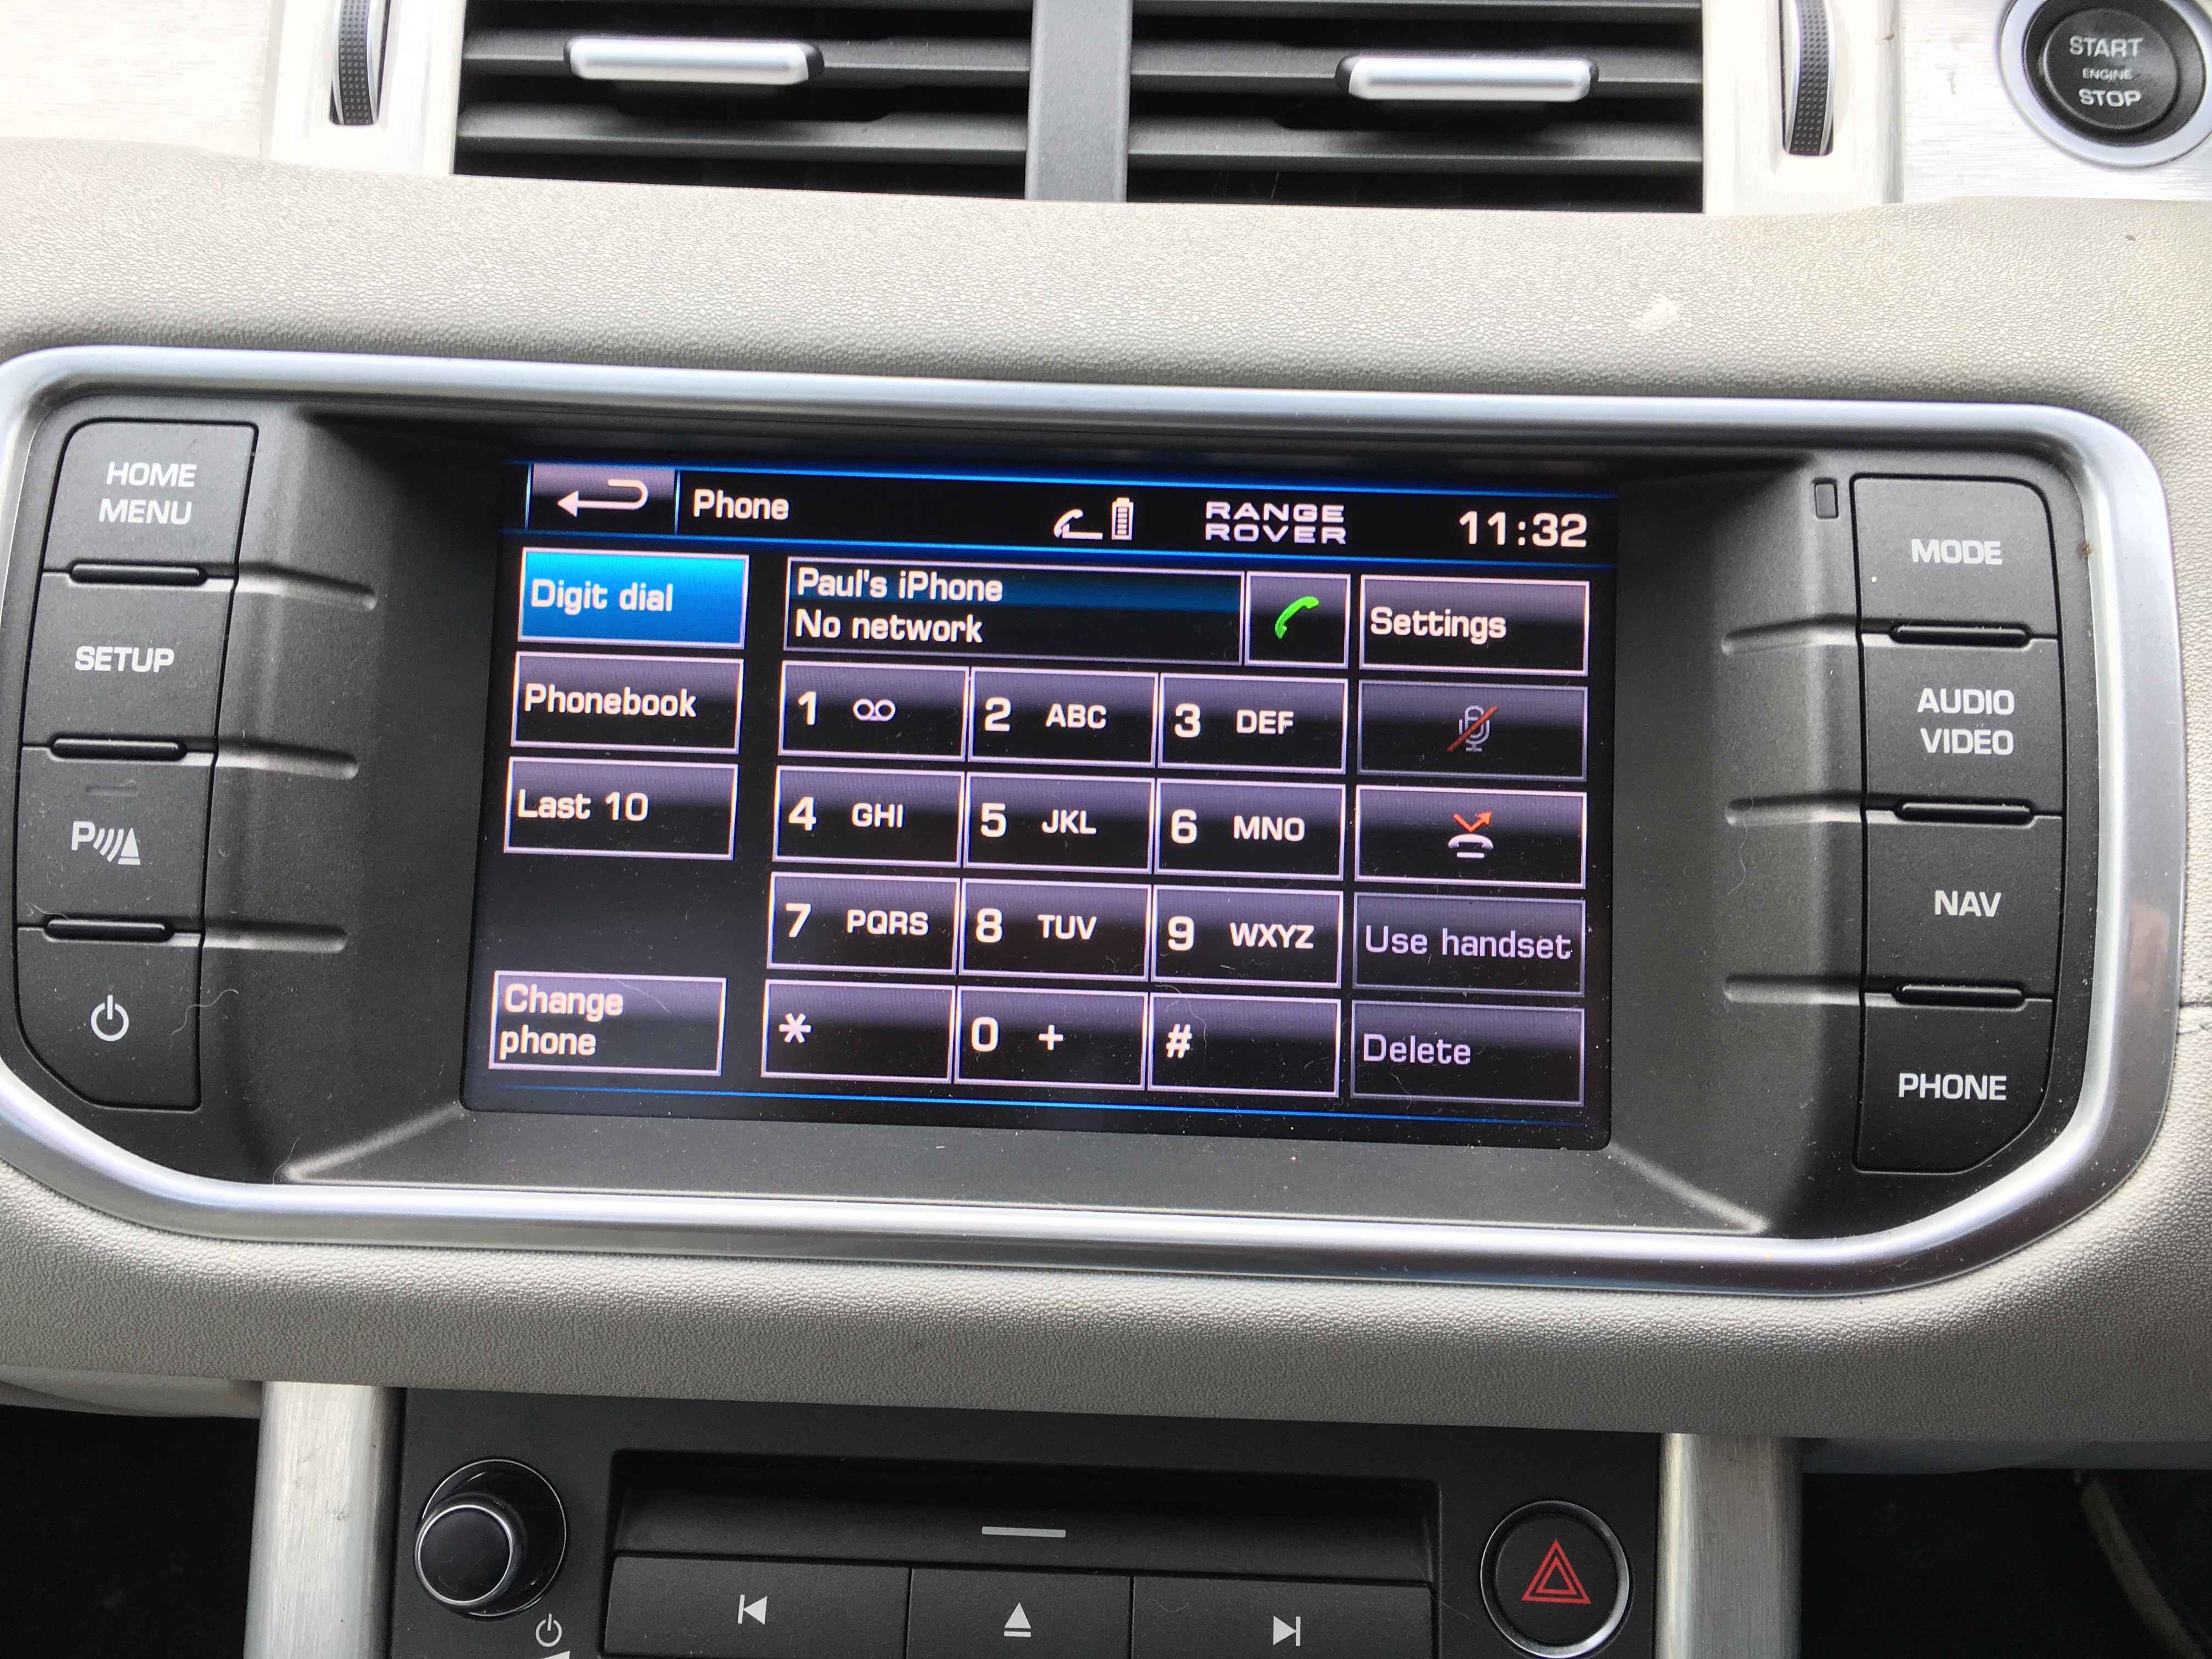 START
ENGINE
STOP
HOME
MENU
SETUP
P
Phone
RANGE
ROVER
11:32
Digit dial
Paul's iPhone
No network
Settings
Phonebook
1
2 ABC
3 DEF
Last 10
4 GHI
5 JKL
6 MNO
7 PQRS
8 TUV
9 WXYZ
Use handset
Change
phone
*
0 +
#
Delete
MODE
AUDIO
VIDEO
NAV
PHONE